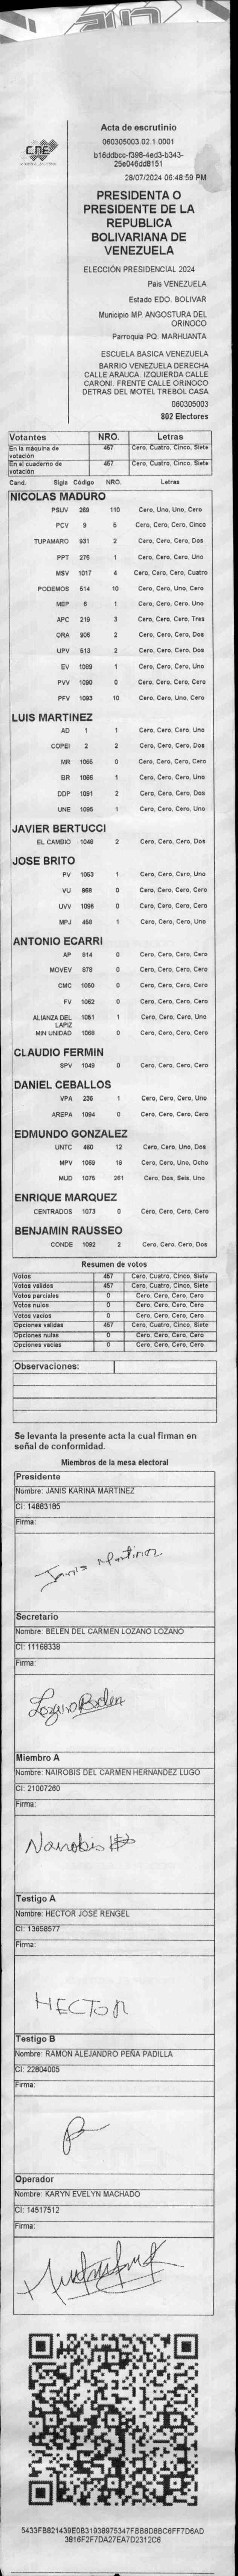 CNE
Acta de escrutinio
060305003.02.1.0001
b16ddbcc-f398-4ed3-b343-
25e046dd8151
28/07/2024 06:48:59 PM
PRESIDENTA O
PRESIDENTE DE LA
REPUBLICA
BOLIVARIANA DE
VENEZUELA
ELECCIÓN PRESIDENCIAL 2024
Pais VENEZUELA
Estado EDO. BOLIVAR
Municipio MP. ANGOSTURA DEL
ORINOCO
Parroquia PQ. MARHUANTA
ESCUELA BASICA VENEZUELA
BARRIO VENEZUELA DERECHA
CALLE ARAUCA. IZQUIERDA CALLE
CARONI. FRENTE CALLE ORINOCO
DETRAS DEL MOTEL TREBOL CASA
060305003
802 Electores
Votantes NRO. Letras
En la máquina de votación 457 Cero, Cuatro, Cinco, Siete
En el cuaderno de votación 457 Cero, Cuatro, Cinco, Siete
Cand. Sigla Código NRO. Letras
NICOLAS MADURO
PSUV 269 110 Cero, Uno, Uno, Cero
PCV 9 5 Cero, Cero, Cero, Cinco
TUPAMARO 931 2 Cero, Cero, Cero, Dos
PPT 276 1 Cero, Cero, Cero, Uno
MSV 1017 4 Cero, Cero, Cero, Cuatro
PODEMOS 514 10 Cero, Cero, Uno, Cero
MEP 6 1 Cero, Cero, Cero, Uno
APC 219 3 Cero, Cero, Cero, Tres
ORA 906 2 Cero, Cero, Cero, Dos
UPV 613 2 Cero, Cero, Cero, Dos
EV 1089 1 Cero, Cero, Cero, Uno
PVV 1090 0 Cero, Cero, Cero, Cero
PFV 1093 10 Cero, Cero, Uno, Cero
LUIS MARTINEZ
AD 1 1 Cero, Cero, Cero, Uno
COPEI 2 2 Cero, Cero, Cero, Dos
MR 1065 0 Cero, Cero, Cero, Cero
BR 1066 1 Cero, Cero, Cero, Uno
DDP 1091 2 Cero, Cero, Cero, Dos
UNE 1095 1 Cero, Cero, Cero, Uno
JAVIER BERTUCCI
EL CAMBIO 1048 2 Cero, Cero, Cero, Dos
JOSE BRITO
PV 1053 1 Cero, Cero, Cero, Uno
VU 868 0 Cero, Cero, Cero, Cero
UVV 1096 0 Cero, Cero, Cero, Cero
MPJ 458 1 Cero, Cero, Cero, Uno
ANTONIO ECARRI
AP 814 0 Cero, Cero, Cero, Cero
MOVEV 878 0 Cero, Cero, Cero, Cero
CMC 1050 0 Cero, Cero, Cero, Cero
FV 1062 0 Cero, Cero, Cero, Cero
ALIANZA DEL LAPIZ 1051 1 Cero, Cero, Cero, Uno
MIN UNIDAD 1068 0 Cero, Cero, Cero, Cero
CLAUDIO FERMIN
SPV 1049 0 Cero, Cero, Cero, Cero
DANIEL CEBALLOS
VPA 236 1 Cero, Cero, Cero, Uno
AREPA 1094 0 Cero, Cero, Cero, Cero
EDMUNDO GONZALEZ
UNTC 460 12 Cero, Cero, Uno, Dos
MPV 1069 18 Cero, Cero, Uno, Ocho
MUD 1075 261 Cero, Dos, Seis, Uno
ENRIQUE MARQUEZ
CENTRADOS 1073 0 Cero, Cero, Cero, Cero
BENJAMIN RAUSSEO
CONDE 1092 2 Cero, Cero, Cero, Dos
Resumen de votos
Votos 457 Cero, Cuatro, Cinco, Siete
Votos validos 457 Cero, Cuatro, Cinco, Siete
Votos parciales 0 Cero, Cero, Cero, Cero
Votos nulos 0 Cero, Cero, Cero, Cero
Votos vacios 0 Cero, Cero, Cero, Cero
Opciones validas 457 Cero, Cuatro, Cinco, Siete
Opciones nulas 0 Cero, Cero, Cero, Cero
Opciones vacias 0 Cero, Cero, Cero, Cero
Observaciones:
Se levanta la presente acta la cual firman en
señal de conformidad.
Miembros de la mesa electoral
Presidente
Nombre: JANIS KARINA MARTINEZ
CI: 14883185
Firma:
Janis Martinez
Secretario
Nombre: BELEN DEL CARMEN LOZANO LOZANO
CI: 11168338
Firma:
Lozano Belen
Miembro A
Nombre: NAIROBIS DEL CARMEN HERNANDEZ LUGO
CI: 21007260
Firma:
Nairobis
Testigo A
Nombre: HECTOR JOSE RENGEL
CI: 13658577
Firma:
HECTOR
Testigo B
Nombre: RAMON ALEJANDRO PEÑA PADILLA
CI: 22804005
Firma:
Operador
Nombre: KARYN EVELYN MACHADO
CI: 14517512
Firma:
5433FB821439E0B31938975347FBB8D8BC6FF7D6AD
3816F2F7DA27EA7D2312C6